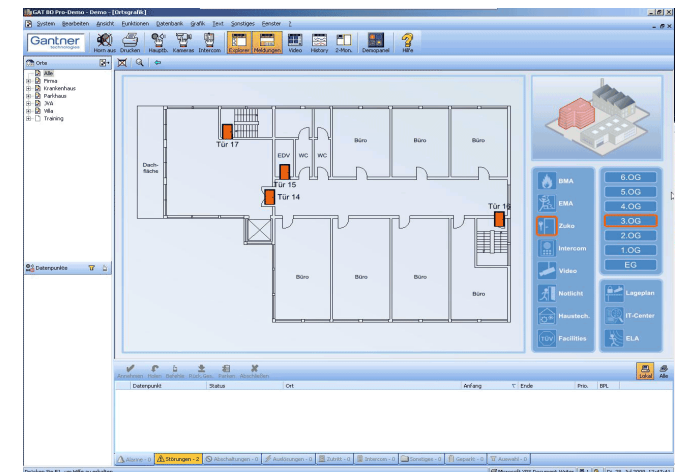 GAT BO Pro-Demo - Demo - [Ortsgrafik]
System Bearbeiten Ansicht Funktionen Datenbank Grafik Text Sonstiges Fenster ?
Gantner
technologies
Horn aus Drucken Hauptb. Kameras Intercom Explorer Meldungen Video History 2-Mon. Demopanel Hilfe
Orte
Alle
Firma
Krankenhaus
Parkhaus
JVA
Villa
Training
Datenpunkte
Tür 17
Büro Büro Büro
EDV WC WC
Dach-
fläche
Tür 15
Tür 14
Tür 16
Büro Büro Büro
Büro
BMA
EMA
Zuko
Intercom
Video
Notlicht
Haustech.
TÜV Facilities
6.OG
5.OG
4.OG
3.OG
2.OG
1.OG
EG
Lageplan
IT-Center
ELA
Lokal Alle
Datenpunkt Status Ort Anfang Ende Prio. BPL
Alarme - 0 Störungen - 2 Abschaltungen - 0 Auslösungen - 0 Zutritt - 0 Intercom - 0 Sonstiges - 0 Geparkt - 0 Auswahl - 0